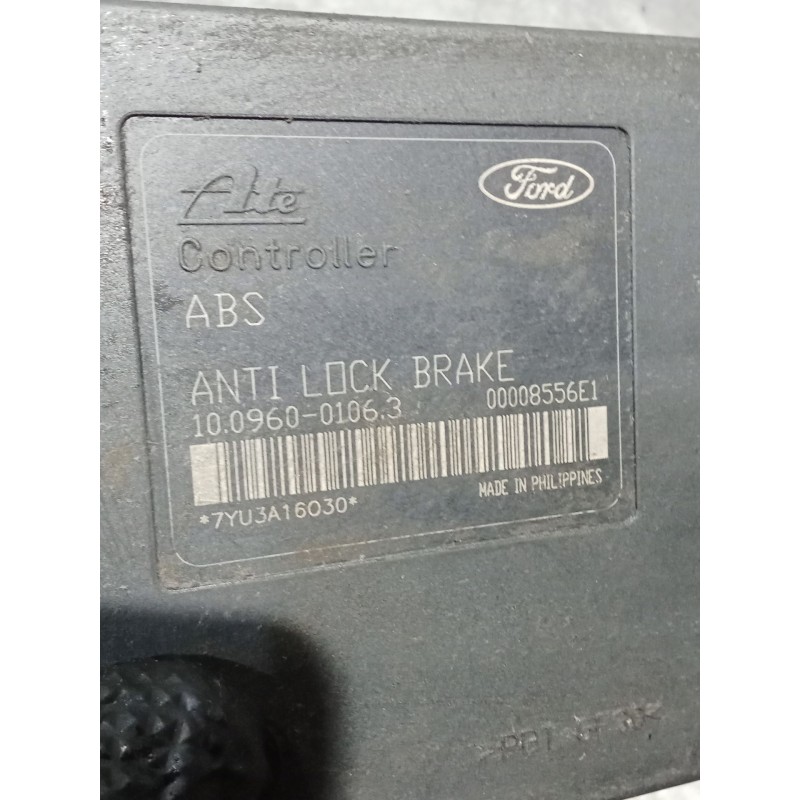 Ate
Ford
Controller
ABS
ANTI LOCK BRAKE
10.0960-0106.3 00008556E1
MADE IN PHILIPPINES
*7YU3A16030*